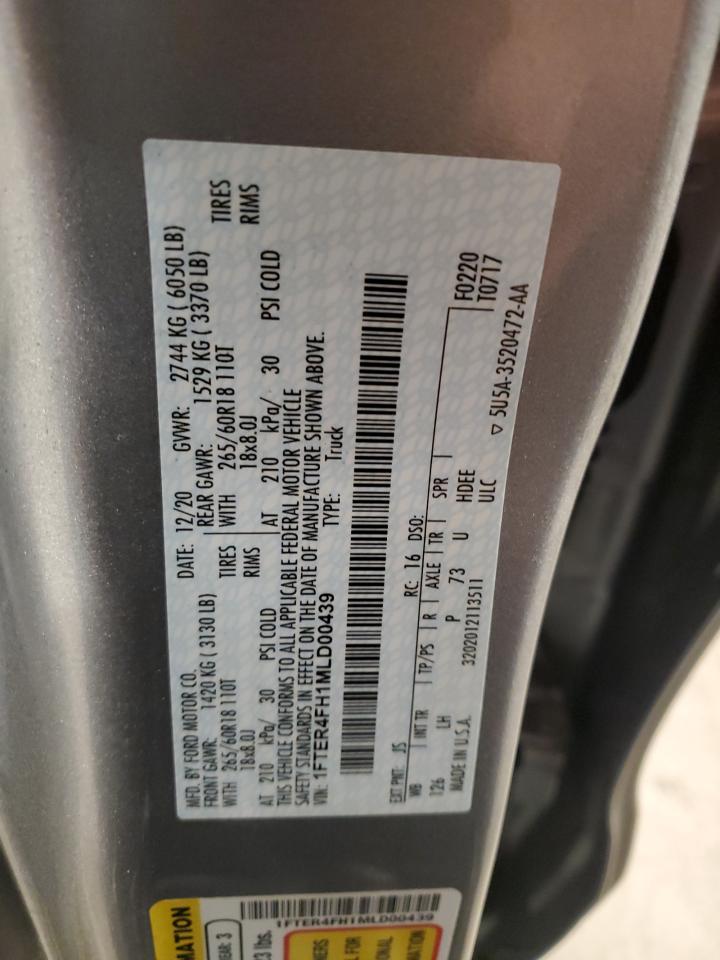 MFD. BY FORD MOTOR CO.
DATE: 12/20 GVWR: 2744 KG ( 6050 LB)
FRONT GAWR: 1420 KG ( 3130 LB) REAR GAWR: 1529 KG ( 3370 LB)
WITH 265/60R18 110T TIRES WITH 265/60R18 110T TIRES
18x8.0J RIMS 18x8.0J RIMS
AT 210 kPa/ 30 PSI COLD AT 210 kPa/ 30 PSI COLD
THIS VEHICLE CONFORMS TO ALL APPLICABLE FEDERAL MOTOR VEHICLE
SAFETY STANDARDS IN EFFECT ON THE DATE OF MANUFACTURE SHOWN ABOVE.
VIN: 1FTER4FH1MLD00439 TYPE: Truck
EXT PNT: JS RC: 16 DSO:
WB INT TR TP/PS R AXLE TR SPR F0220
126 LH P 73 U HDEE T0717
MADE IN U.S.A. 3202012113511 ULC
▽ 5U5A-3520472-AA
1FTER4FH1MLD00439